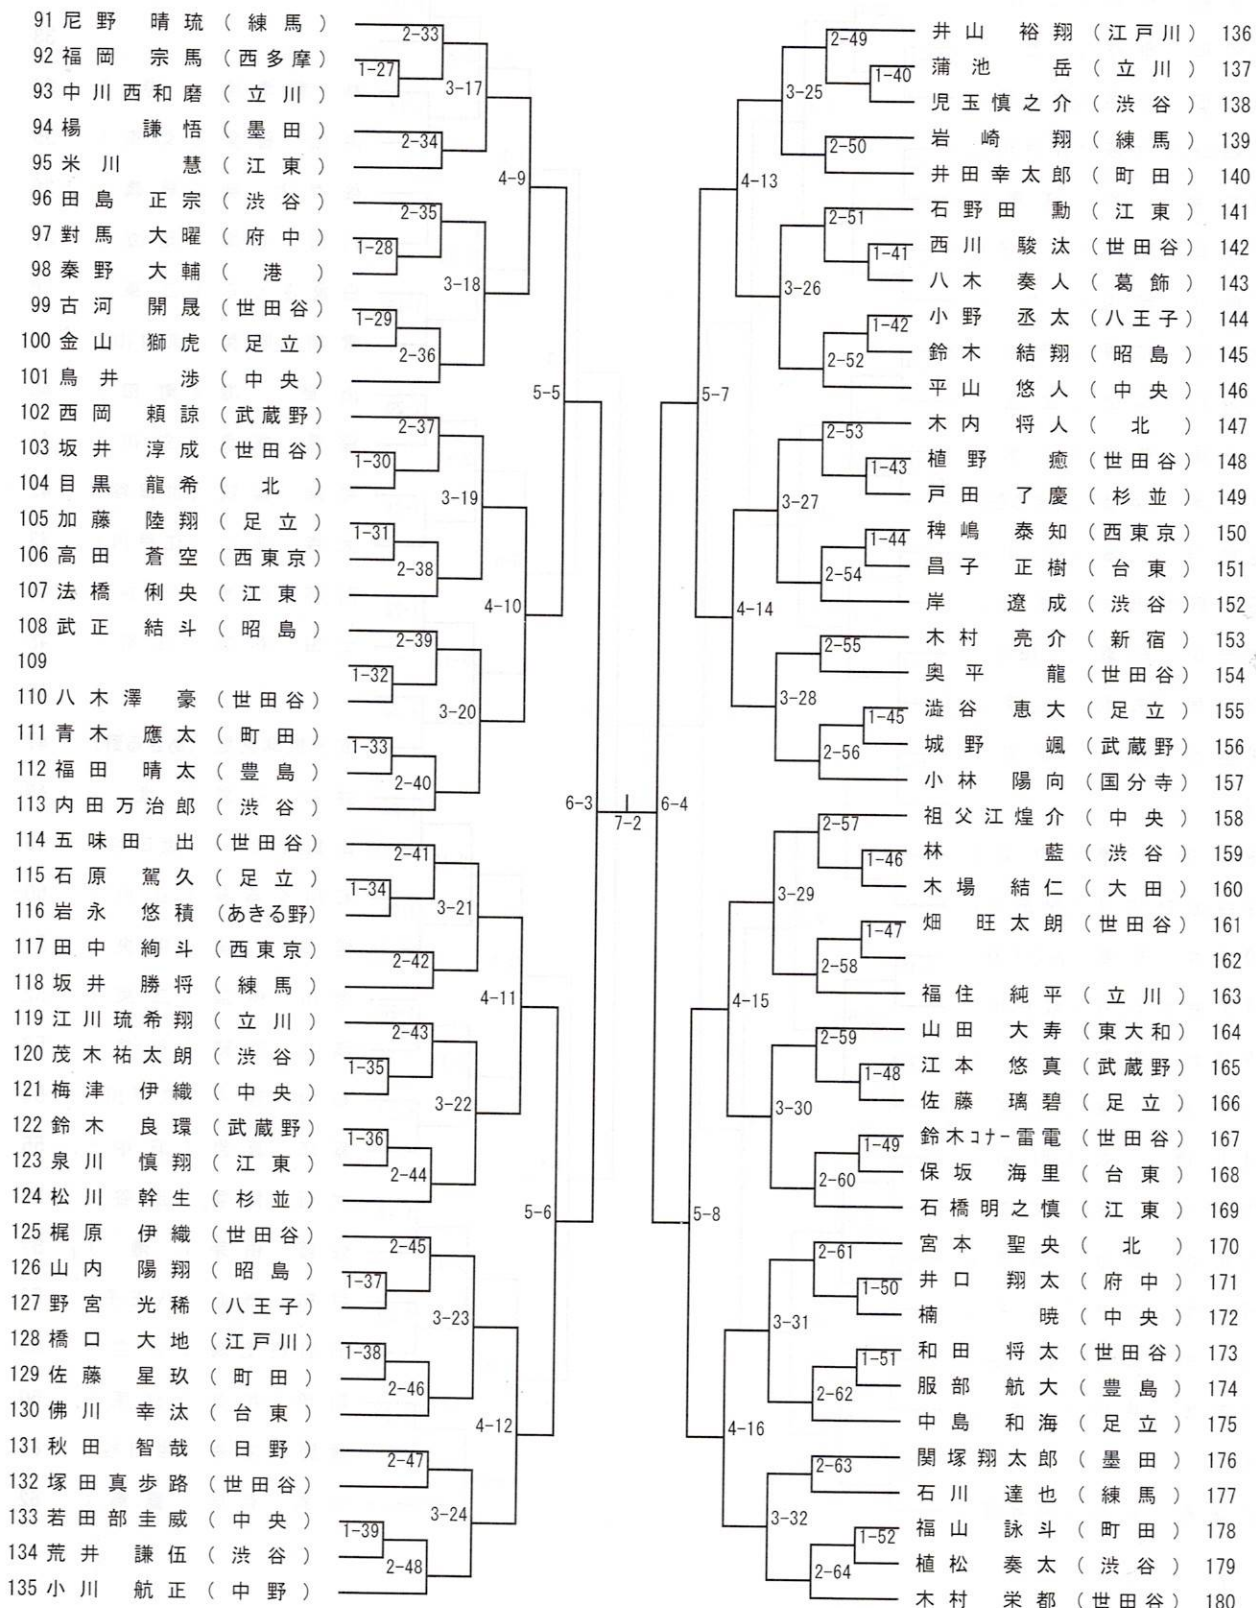 91 尼野 晴琉 (練馬)
92 福岡 宗馬 (西多摩)
93 中川西和磨 (立川)
94 楊 謙悟 (墨田)
95 米川 慧 (江東)
96 田島 正宗 (渋谷)
97 對馬 大曜 (府中)
98 秦野 大輔 (港)
99 古河 開晟 (世田谷)
100 金山 獅虎 (足立)
101 鳥井 渉 (中央)
102 西岡 頼諒 (武蔵野)
103 坂井 淳成 (世田谷)
104 目黒 龍希 (北)
105 加藤 陸翔 (足立)
106 高田 蒼空 (西東京)
107 法橋 俐央 (江東)
108 武正 結斗 (昭島)
109
110 八木澤 豪 (世田谷)
111 青木 應太 (町田)
112 福田 晴太 (豊島)
113 内田万治郎 (渋谷)
114 五味田 出 (世田谷)
115 石原 駕久 (足立)
116 岩永 悠積 (あきる野)
117 田中 絢斗 (西東京)
118 坂井 勝将 (練馬)
119 江川琉希翔 (立川)
120 茂木祐太朗 (渋谷)
121 梅津 伊織 (中央)
122 鈴木 良環 (武蔵野)
123 泉川 慎翔 (江東)
124 松川 幹生 (杉並)
125 梶原 伊織 (世田谷)
126 山内 陽翔 (昭島)
127 野宮 光稀 (八王子)
128 橋口 大地 (江戸川)
129 佐藤 星玖 (町田)
130 佛川 幸汰 (台東)
131 秋田 智哉 (日野)
132 塚田真歩路 (世田谷)
133 若田部圭威 (中央)
134 荒井 謙伍 (渋谷)
135 小川 航正 (中野)
2-33
1-27
3-17
2-34
4-9
2-35
1-28
3-18
1-29
2-36
5-5
2-37
1-30
3-19
1-31
2-38
4-10
2-39
1-32
3-20
1-33
2-40
6-3
2-41
1-34
3-21
2-42
4-11
2-43
1-35
3-22
1-36
2-44
5-6
2-45
1-37
3-23
1-38
2-46
4-12
2-47
3-24
1-39
2-48
7-2
2-49
1-40
3-25
2-50
4-13
2-51
1-41
3-26
1-42
2-52
5-7
2-53
1-43
3-27
1-44
2-54
4-14
2-55
3-28
1-45
2-56
6-4
2-57
1-46
3-29
1-47
2-58
4-15
2-59
1-48
3-30
1-49
2-60
5-8
2-61
1-50
3-31
1-51
2-62
4-16
2-63
3-32
1-52
2-64
井山 裕翔 (江戸川) 136
蒲池 岳 (立川) 137
児玉慎之介 (渋谷) 138
岩崎 翔 (練馬) 139
井田幸太郎 (町田) 140
石野田 勳 (江東) 141
西川 駿汰 (世田谷) 142
八木 奏人 (葛飾) 143
小野 丞太 (八王子) 144
鈴木 結翔 (昭島) 145
平山 悠人 (中央) 146
木内 将人 (北) 147
植野 癒 (世田谷) 148
戸田 了慶 (杉並) 149
稗嶋 泰知 (西東京) 150
昌子 正樹 (台東) 151
岸 遼成 (渋谷) 152
木村 亮介 (新宿) 153
奥平 龍 (世田谷) 154
澁谷 恵大 (足立) 155
城野 颯 (武蔵野) 156
小林 陽向 (国分寺) 157
祖父江煌介 (中央) 158
林 藍 (渋谷) 159
木場 結仁 (大田) 160
畑 旺太朗 (世田谷) 161
162
福住 純平 (立川) 163
山田 大寿 (東大和) 164
江本 悠真 (武蔵野) 165
佐藤 璃碧 (足立) 166
鈴木コナー雷電 (世田谷) 167
保坂 海里 (台東) 168
石橋明之慎 (江東) 169
宮本 聖央 (北) 170
井口 翔太 (府中) 171
楠 暁 (中央) 172
和田 将太 (世田谷) 173
服部 航大 (豊島) 174
中島 和海 (足立) 175
関塚翔太郎 (墨田) 176
石川 達也 (練馬) 177
福山 詠斗 (町田) 178
植松 奏太 (渋谷) 179
木村 栄都 (世田谷) 180